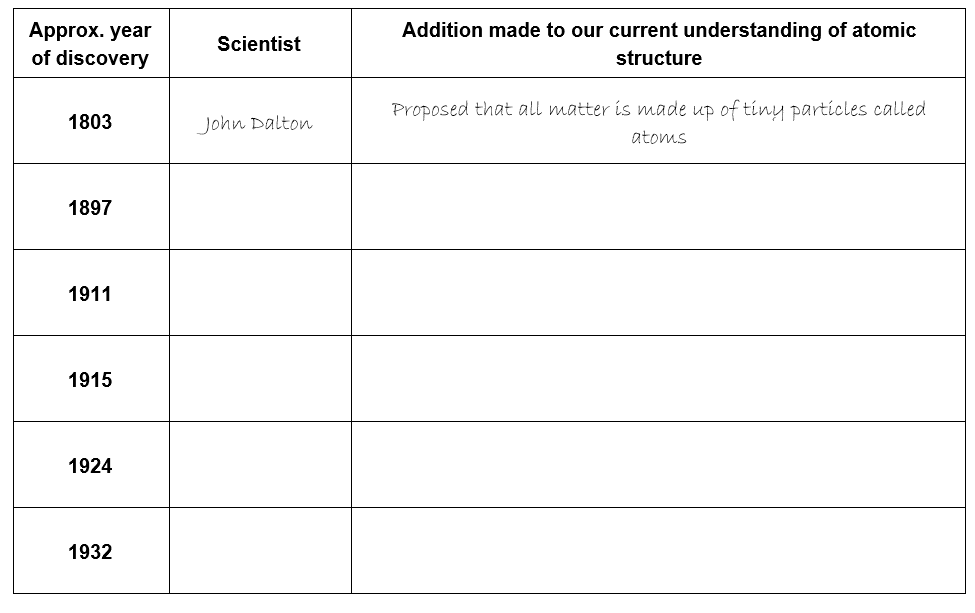 Approx. year
of discovery
Scientist
Addition made to our current understanding of atomic
structure
1803
John Dalton
Proposed that all matter is made up of tiny particles called
atoms
1897
1911
1915
1924
1932